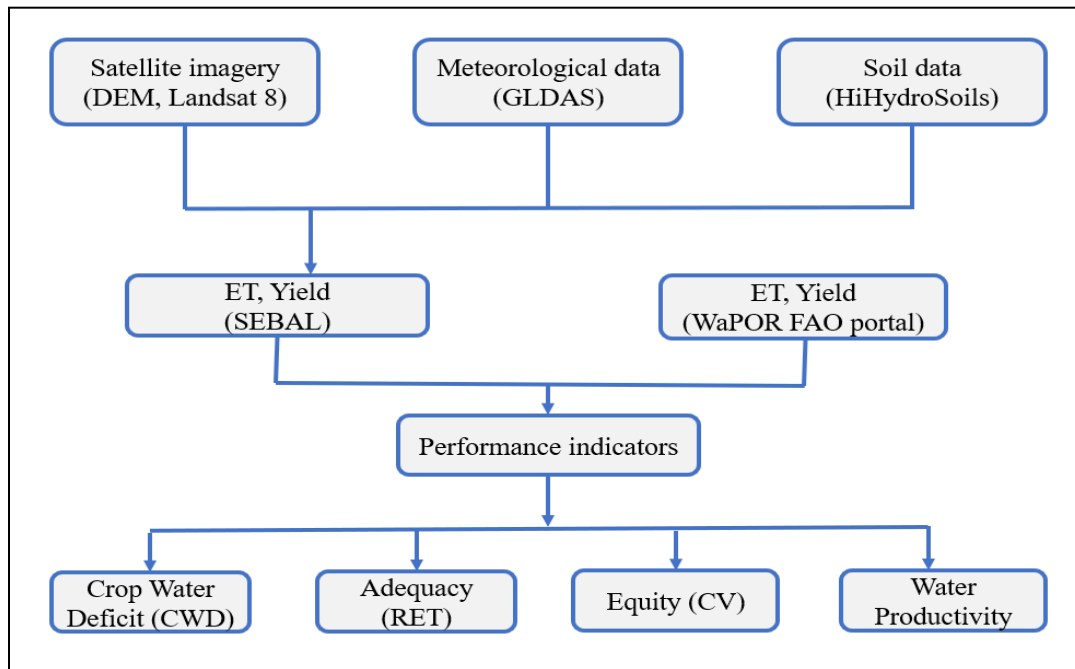 Satellite imagery
(DEM, Landsat 8)
Meteorological data
(GLDAS)
Soil data
(HiHydroSoils)
ET, Yield
(SEBAL)
ET, Yield
(WaPOR FAO portal)
Performance indicators
Crop Water
Deficit (CWD)
Adequacy
(RET)
Equity (CV)
Water
Productivity